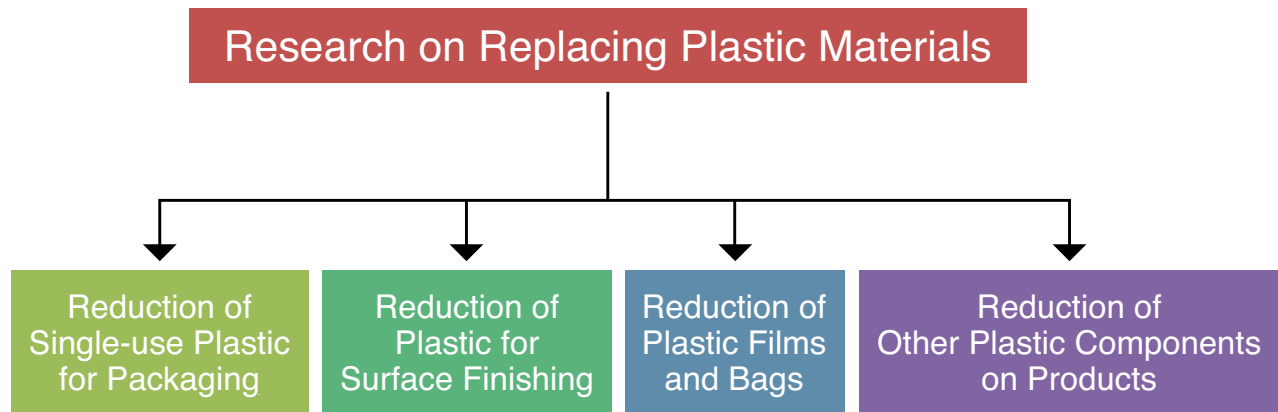 Research on Replacing Plastic Materials
Reduction of
Single-use Plastic
for Packaging
Reduction of
Plastic for
Surface Finishing
Reduction of
Plastic Films
and Bags
Reduction of
Other Plastic Components
on Products